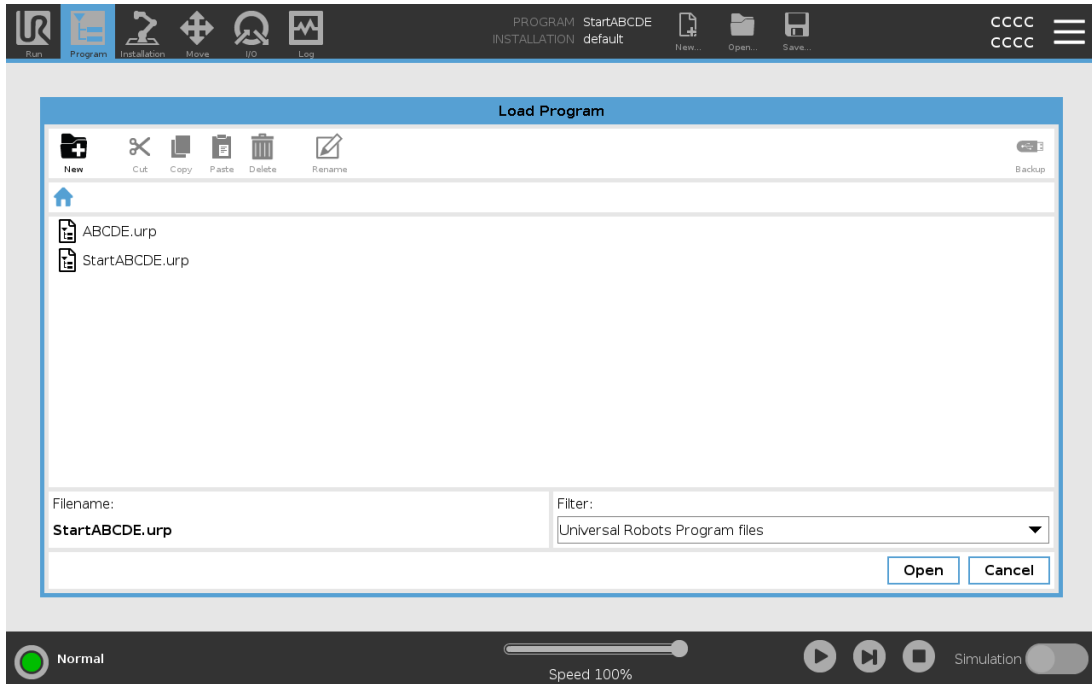 UR
PROGRAM StartABCDE
INSTALLATION default
CCCC
CCCC
Run Program Installation Move I/O Log New... Open... Save...
Load Program
New Cut Copy Paste Delete Rename Backup
ABCDE.urp
StartABCDE.urp
Filename: Filter:
StartABCDE.urp Universal Robots Program files
Open Cancel
Normal Speed 100% Simulation